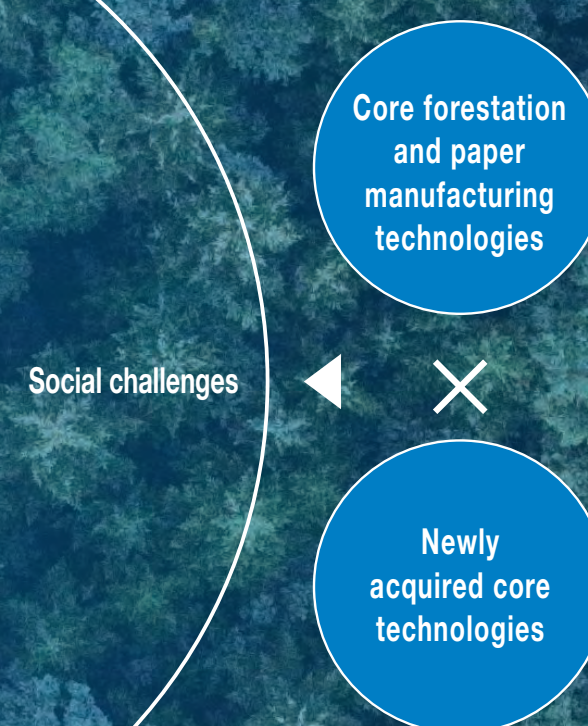 Core forestation
and paper
manufacturing
technologies
Social challenges
Newly
acquired core
technologies